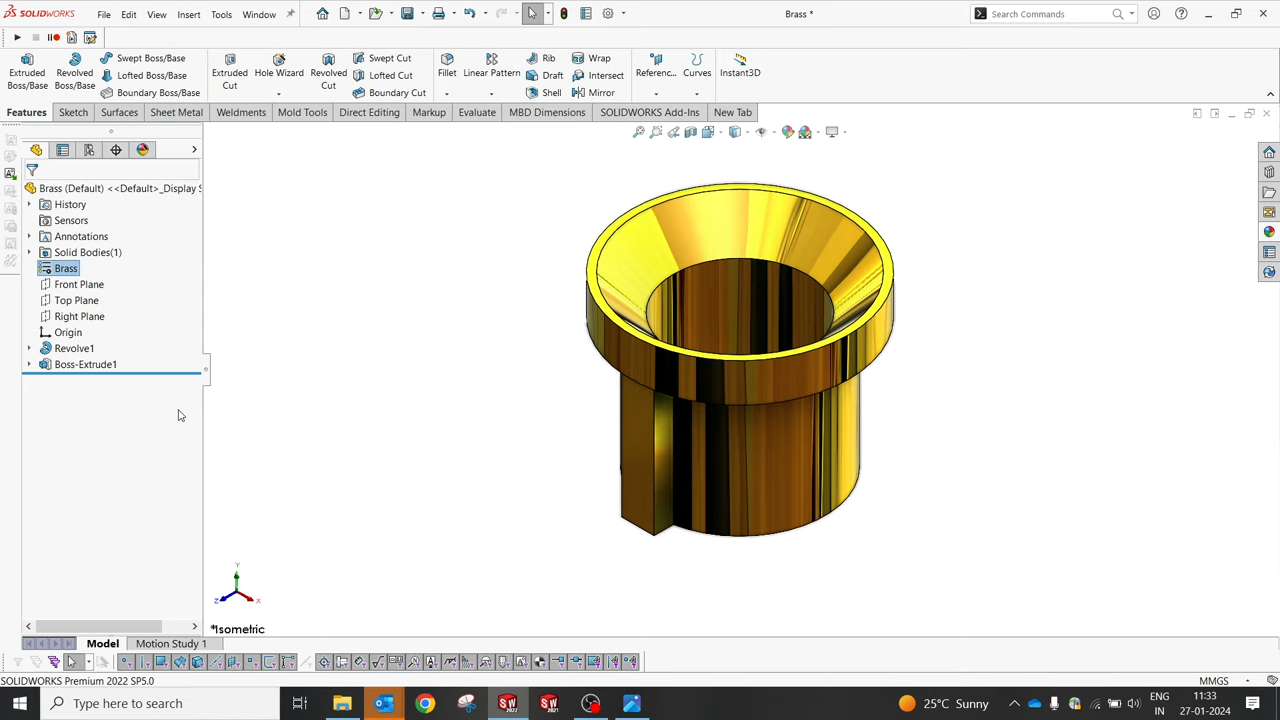 SOLIDWORKS File Edit View Insert Tools Window Brass * Search Commands
Extruded Boss/Base
Revolved Boss/Base
Swept Boss/Base
Lofted Boss/Base
Boundary Boss/Base
Extruded Cut
Hole Wizard
Revolved Cut
Swept Cut
Lofted Cut
Boundary Cut
Fillet
Linear Pattern
Rib
Draft
Shell
Wrap
Intersect
Mirror
Referenc...
Curves
Instant3D
Features Sketch Surfaces Sheet Metal Weldments Mold Tools Direct Editing Markup Evaluate MBD Dimensions SOLIDWORKS Add-Ins New Tab
Brass (Default) <<Default>_Display S
History
Sensors
Annotations
Solid Bodies(1)
Brass
Front Plane
Top Plane
Right Plane
Origin
Revolve1
Boss-Extrude1
Y
Z X
*Isometric
Model Motion Study 1
SOLIDWORKS Premium 2022 SP5.0 MMGS
Type here to search 25°C Sunny ENG 11:33
IN 27-01-2024